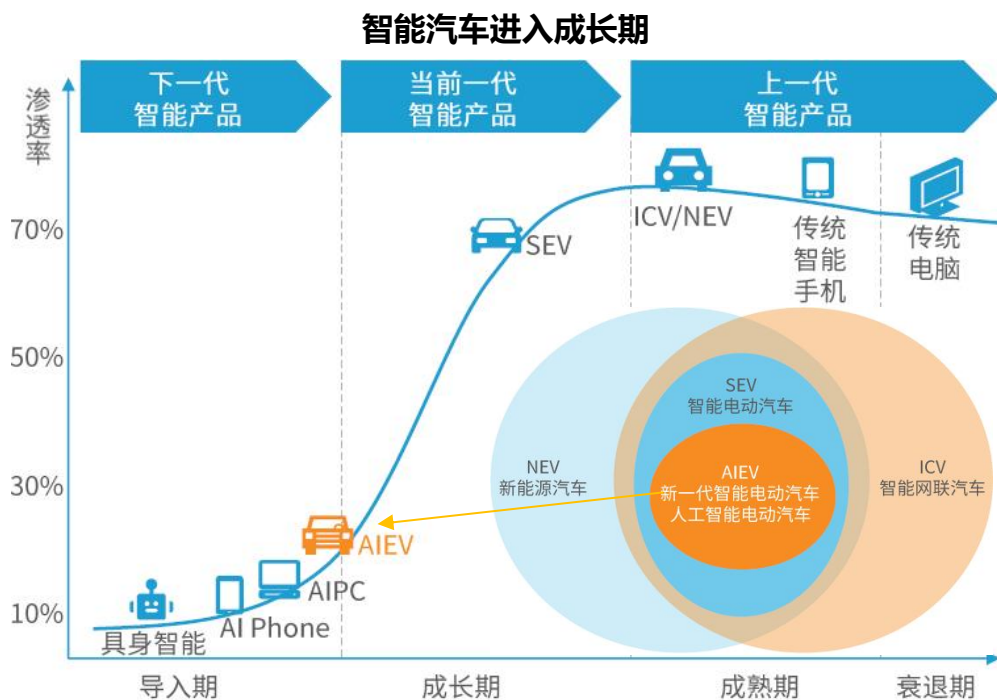 智能汽车进入成长期
下一代
智能产品
当前一代
智能产品
上一代
智能产品
渗透率
70%
50%
30%
10%
具身智能
AI Phone
AIPC
AIEV
SEV
ICV/NEV
传统
智能
手机
传统
电脑
NEV
新能源汽车
SEV
智能电动汽车
AIEV
新一代智能电动汽车
人工智能电动汽车
ICV
智能网联汽车
导入期
成长期
成熟期
衰退期